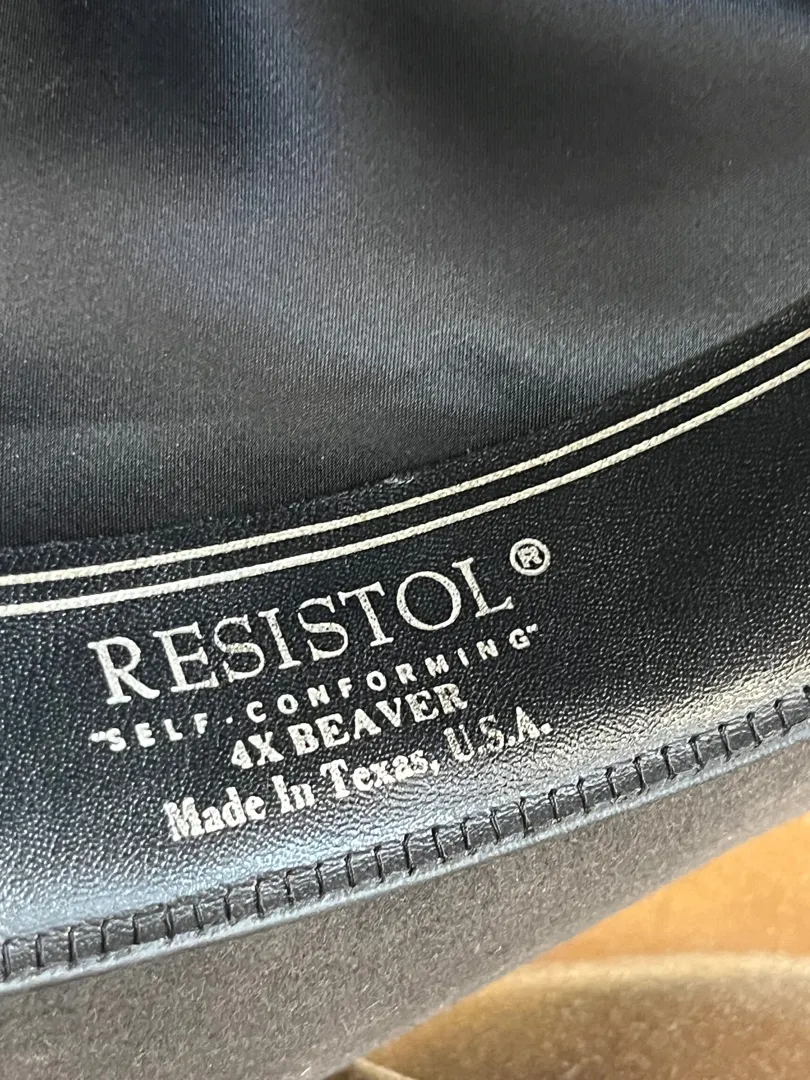 RESISTOL®
"SELF-CONFORMING"
4X BEAVER
Made In Texas, U.S.A.